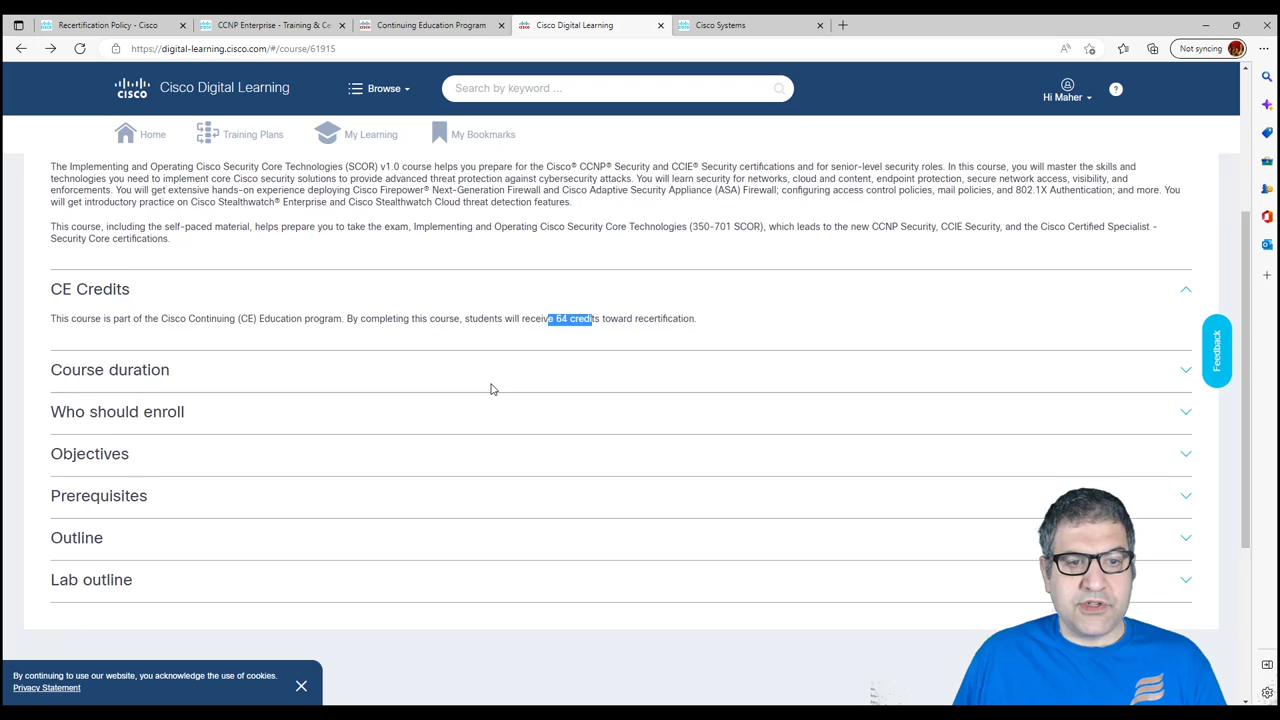 Recertification Policy - Cisco
CCNP Enterprise - Training & Ce
Continuing Education Program
Cisco Digital Learning
Cisco Systems
https://digital-learning.cisco.com/#/course/61915
Not syncing
CISCO
Cisco Digital Learning
Browse
Search by keyword ...
Hi Maher
?
Home
Training Plans
My Learning
My Bookmarks
The Implementing and Operating Cisco Security Core Technologies (SCOR) v1.0 course helps you prepare for the Cisco® CCNP® Security and CCIE® Security certifications and for senior-level security roles. In this course, you will master the skills and
technologies you need to implement core Cisco security solutions to provide advanced threat protection against cybersecurity attacks. You will learn security for networks, cloud and content, endpoint protection, secure network access, visibility, and
enforcements. You will get extensive hands-on experience deploying Cisco Firepower® Next-Generation Firewall and Cisco Adaptive Security Appliance (ASA) Firewall; configuring access control policies, mail policies, and 802.1X Authentication; and more. You
will get introductory practice on Cisco Stealthwatch® Enterprise and Cisco Stealthwatch Cloud threat detection features.
This course, including the self-paced material, helps prepare you to take the exam, Implementing and Operating Cisco Security Core Technologies (350-701 SCOR), which leads to the new CCNP Security, CCIE Security, and the Cisco Certified Specialist -
Security Core certifications.
CE Credits
This course is part of the Cisco Continuing (CE) Education program. By completing this course, students will receive 64 credits toward recertification.
Course duration
Who should enroll
Objectives
Prerequisites
Outline
Lab outline
Feedback
By continuing to use our website, you acknowledge the use of cookies.
Privacy Statement